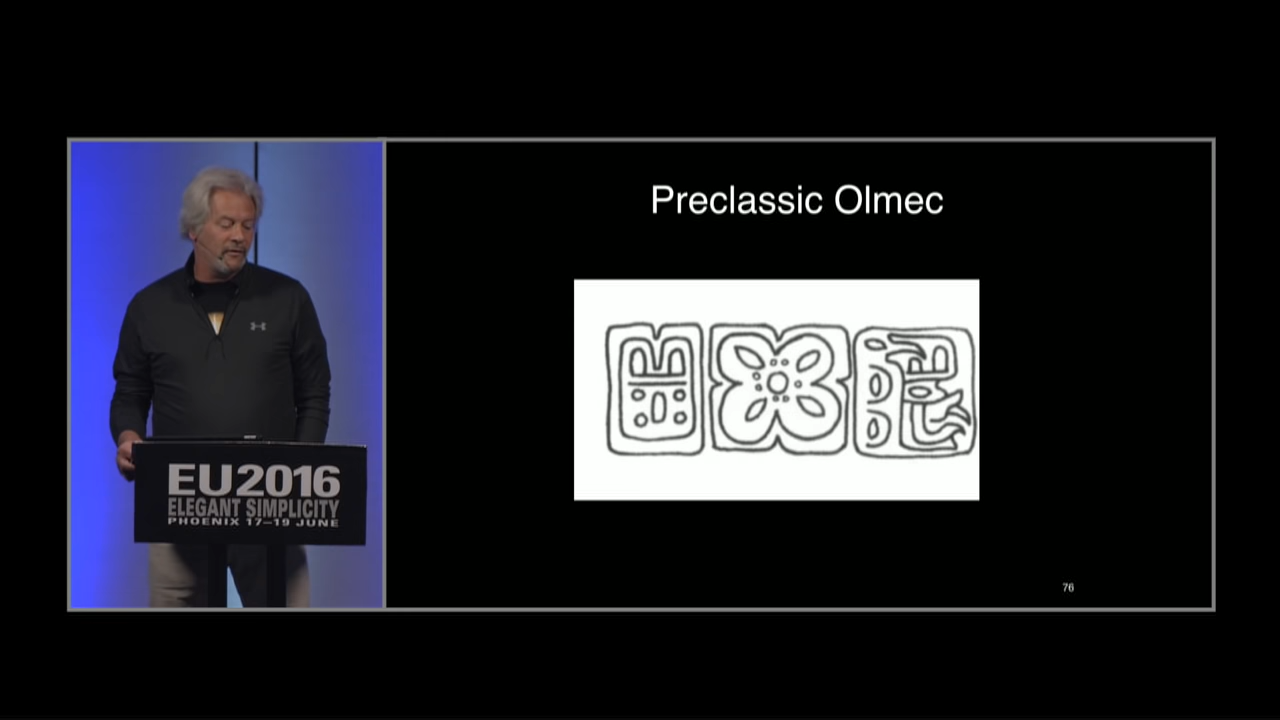 Preclassic Olmec
EU2016
ELEGANT SIMPLICITY
PHOENIX 17–19 JUNE
76